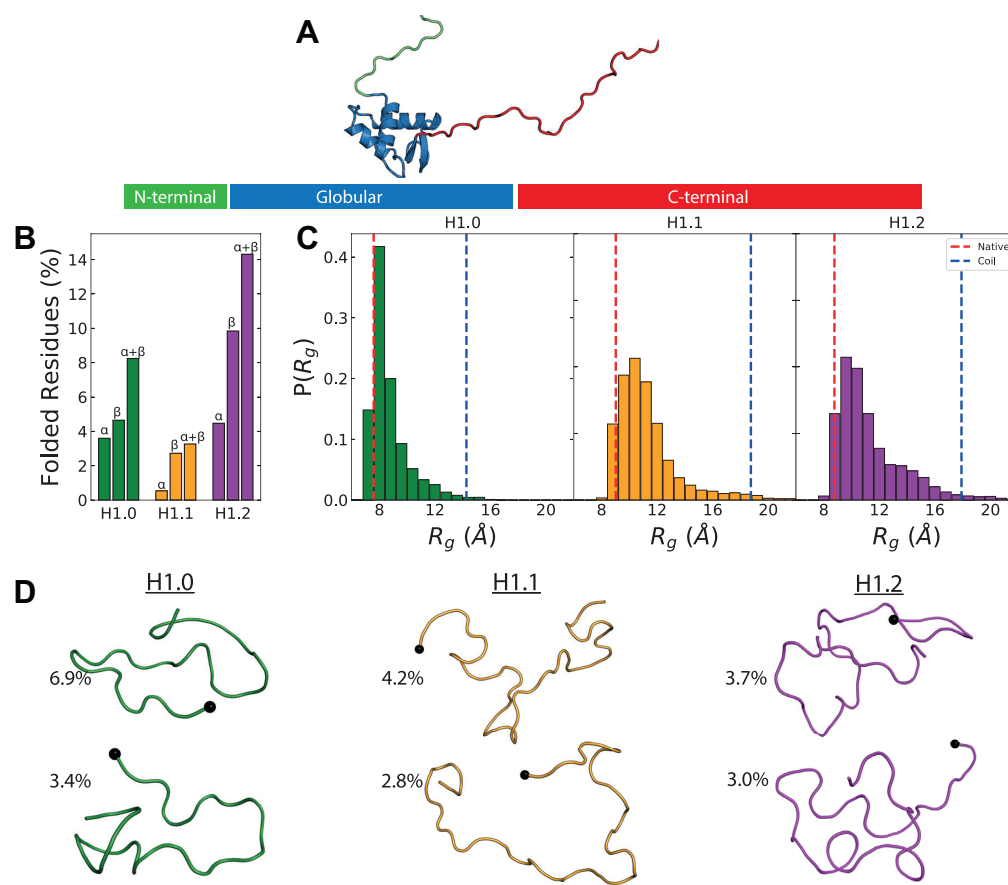 A
N-terminal Globular C-terminal
B
Folded Residues (%)
14
12
10
8
6
4
2
0
α β α+β
α β α+β
α β α+β
H1.0 H1.1 H1.2
C
H1.0 H1.1 H1.2
Native
Coil
P(Rg)
0.4
0.3
0.2
0.1
0.0
8 12 16 20 8 12 16 20 8 12 16 20
Rg (Å) Rg (Å) Rg (Å)
D
H1.0 H1.1 H1.2
6.9% 4.2% 3.7%
3.4% 2.8% 3.0%